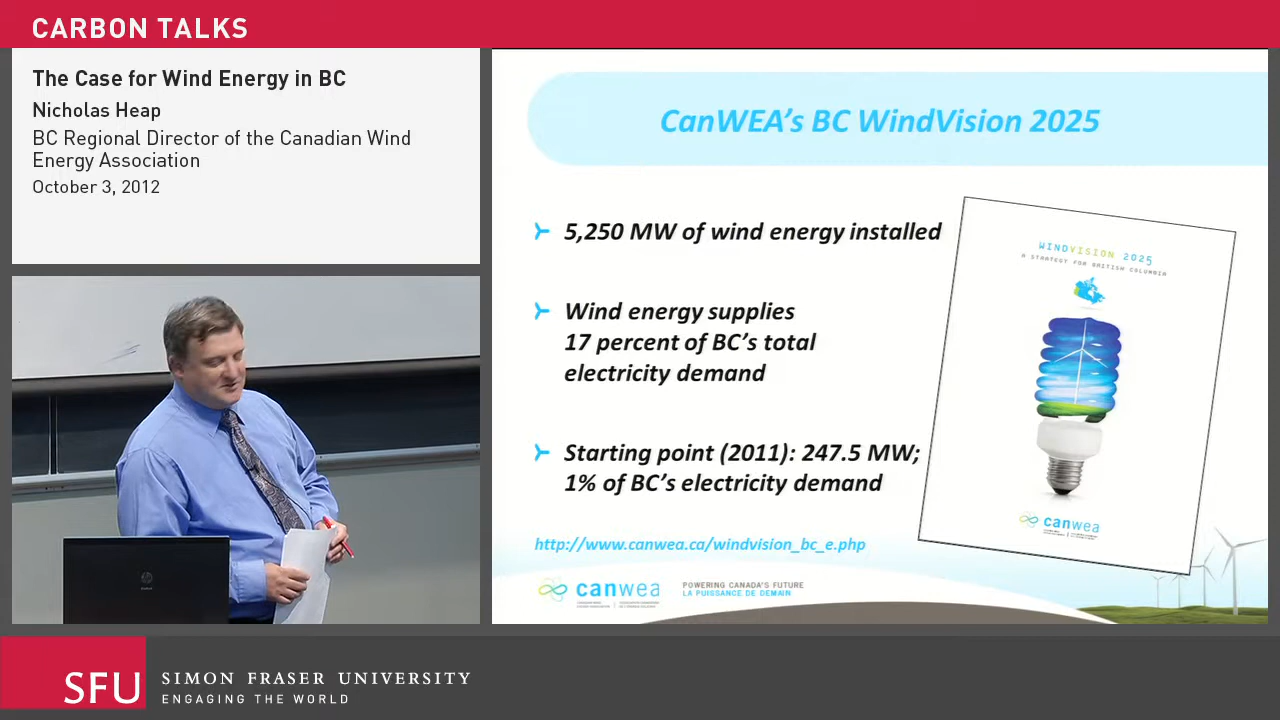 CARBON TALKS
The Case for Wind Energy in BC
Nicholas Heap
BC Regional Director of the Canadian Wind
Energy Association
October 3, 2012
CanWEA's BC WindVision 2025
5,250 MW of wind energy installed
Wind energy supplies
17 percent of BC's total
electricity demand
Starting point (2011): 247.5 MW;
1% of BC's electricity demand
http://www.canwea.ca/windvision_bc_e.php
WINDVISION 2025
A STRATEGY FOR BRITISH COLUMBIA
canwea
canwea
POWERING CANADA'S FUTURE
LA PUISSANCE DE DEMAIN
SFU
SIMON FRASER UNIVERSITY
ENGAGING THE WORLD